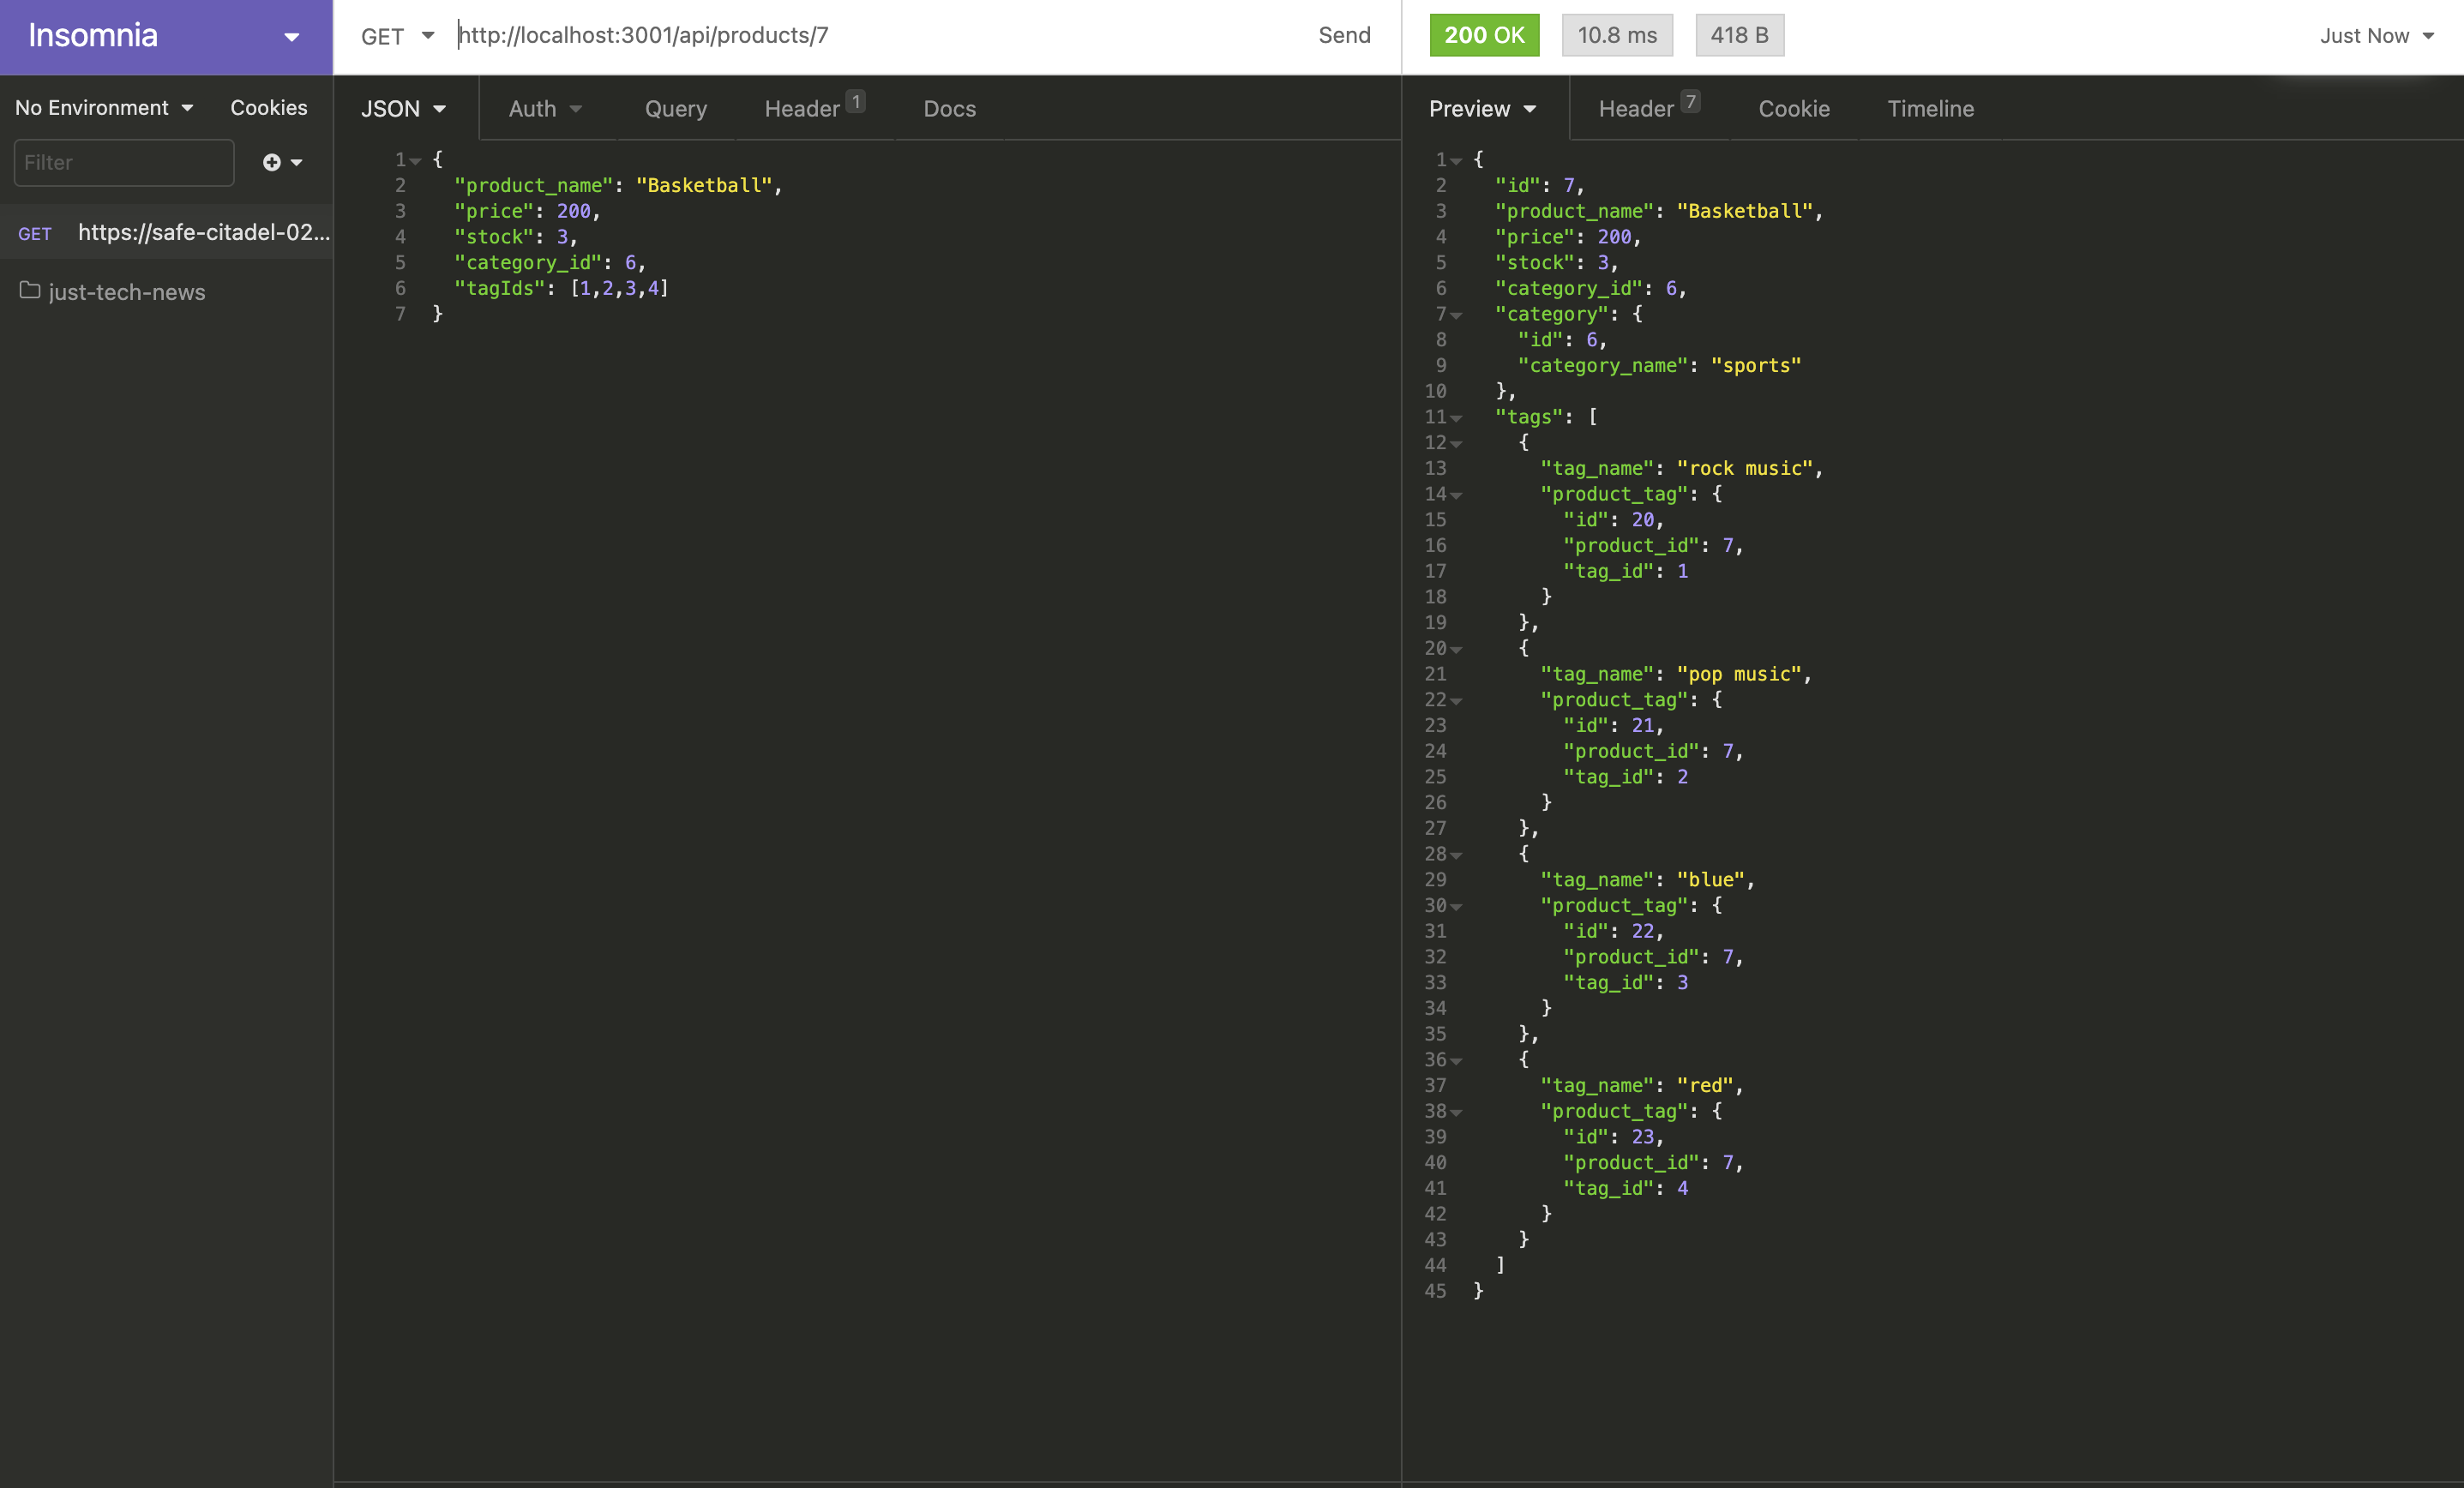 Insomnia
GET http://localhost:3001/api/products/7 Send
200 OK 10.8 ms 418 B Just Now
No Environment Cookies
Filter
GET https://safe-citadel-02...
just-tech-news
JSON Auth Query Header 1 Docs
1 {
2 "product_name": "Basketball",
3 "price": 200,
4 "stock": 3,
5 "category_id": 6,
6 "tagIds": [1,2,3,4]
7 }
Preview Header 7 Cookie Timeline
1 {
2 "id": 7,
3 "product_name": "Basketball",
4 "price": 200,
5 "stock": 3,
6 "category_id": 6,
7 "category": {
8 "id": 6,
9 "category_name": "sports"
10 },
11 "tags": [
12 {
13 "tag_name": "rock music",
14 "product_tag": {
15 "id": 20,
16 "product_id": 7,
17 "tag_id": 1
18 }
19 },
20 {
21 "tag_name": "pop music",
22 "product_tag": {
23 "id": 21,
24 "product_id": 7,
25 "tag_id": 2
26 }
27 },
28 {
29 "tag_name": "blue",
30 "product_tag": {
31 "id": 22,
32 "product_id": 7,
33 "tag_id": 3
34 }
35 },
36 {
37 "tag_name": "red",
38 "product_tag": {
39 "id": 23,
40 "product_id": 7,
41 "tag_id": 4
42 }
43 }
44 ]
45 }